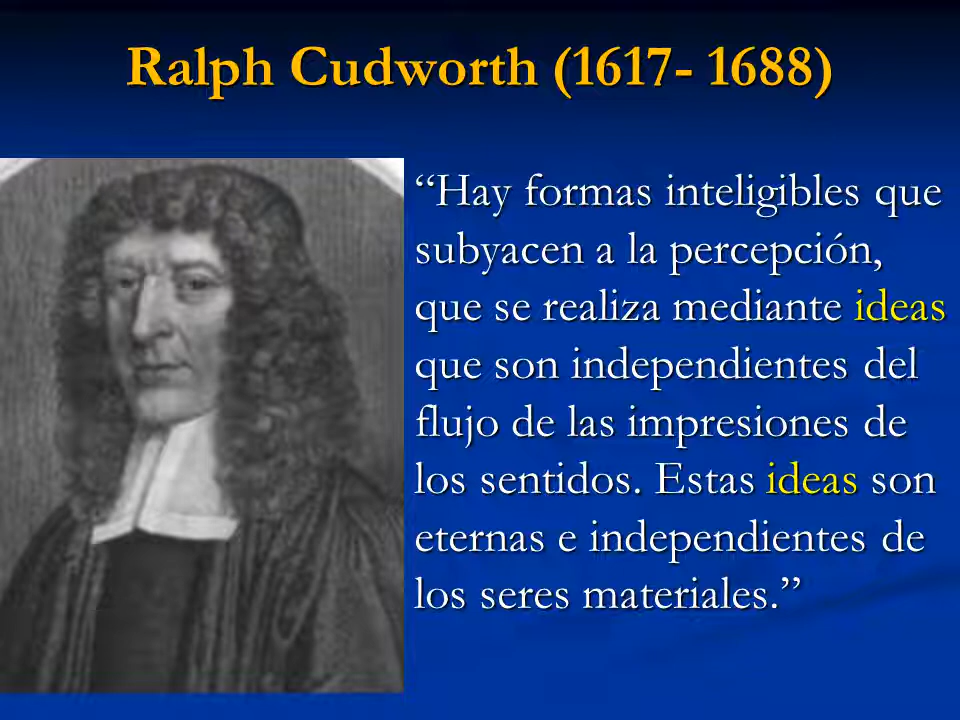 Ralph Cudworth (1617- 1688)
“Hay formas inteligibles que
subyacen a la percepción,
que se realiza mediante ideas
que son independientes del
flujo de las impresiones de
los sentidos. Estas ideas son
eternas e independientes de
los seres materiales.”